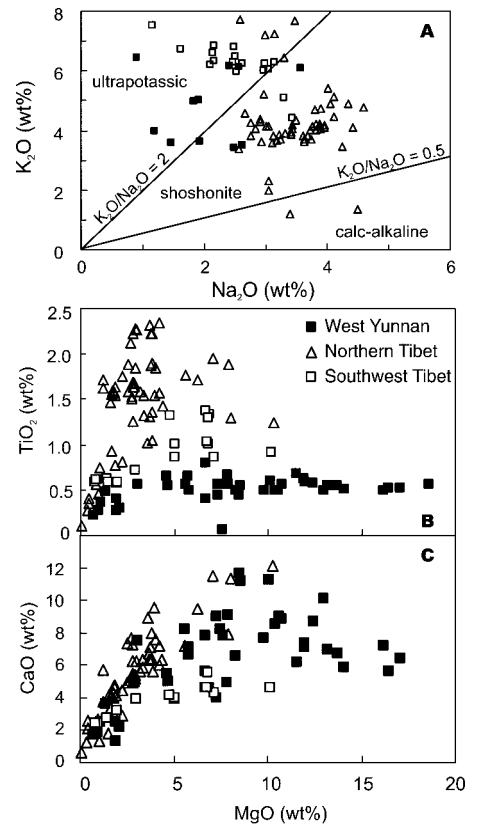 8
6
4
2
0
K₂O (wt%)
A
ultrapotassic
K₂O/Na₂O = 2
K₂O/Na₂O = 0.5
shoshonite
calc-alkaline
0 2 4 6
Na₂O (wt%)
2.5
2.0
1.5
1.0
0.5
0
TiO₂ (wt%)
West Yunnan
Northern Tibet
Southwest Tibet
B
C
12
10
8
6
4
2
0
CaO (wt%)
0 5 10 15 20
MgO (wt%)